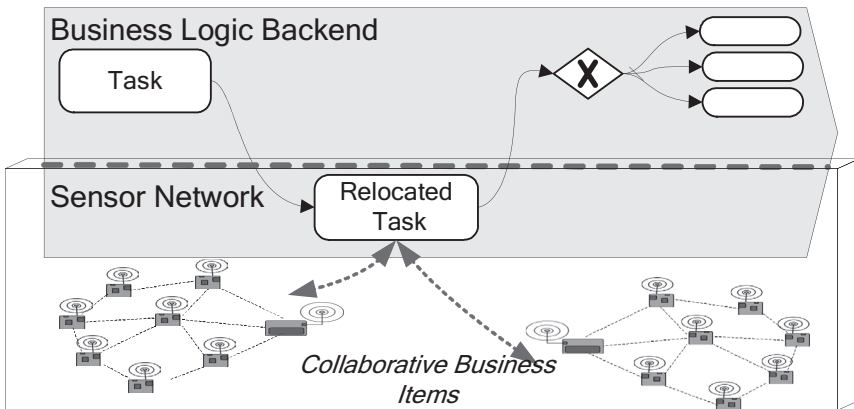 Business Logic Backend
Task
X
Sensor Network
Relocated
Task
Collaborative Business
Items